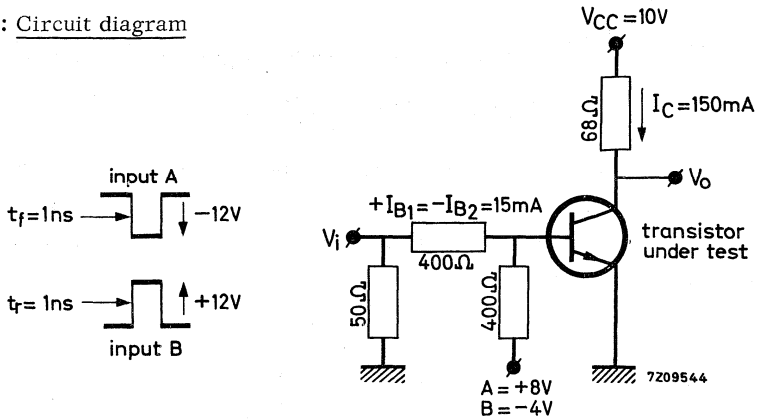 : Circuit diagram
V_CC=10V
68Ω
I_C=150mA
V_o
input A
t_f=1ns
-12V
+I_B1=-I_B2=15mA
V_i
400Ω
transistor
under test
50Ω
400Ω
t_r= 1ns
+12V
input B
A=+8V
B=-4V
7Z09544